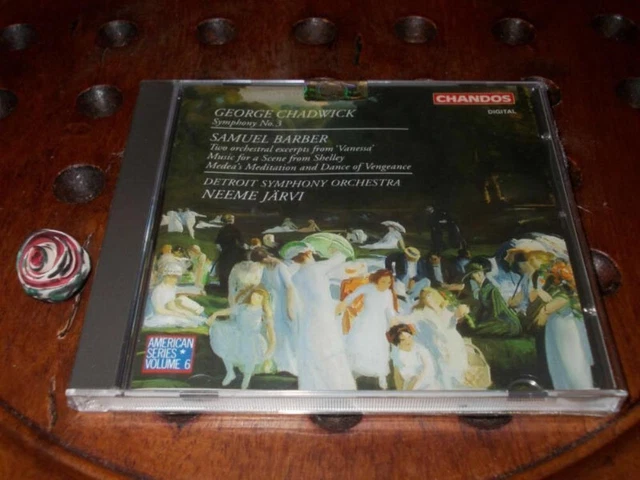 GEORGE CHADWICK
Symphony No. 3
SAMUEL BARBER
Two orchestral excerpts from 'Vanessa'
Music for a Scene from Shelley
Medea's Meditation and Dance of Vengeance
DETROIT SYMPHONY ORCHESTRA
NEEME JÄRVI
CHANDOS
DIGITAL
AMERICAN
SERIES ★
VOLUME 6